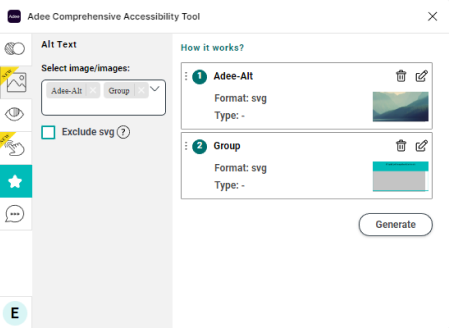 Adee Adee Comprehensive Accessibility Tool
Alt Text
Select image/images:
Adee-Alt Group
Exclude svg ?
NEW
NEW
E
How it works?
1 Adee-Alt
Format: svg
Type: -
2 Group
Format: svg
Type: -
Generate